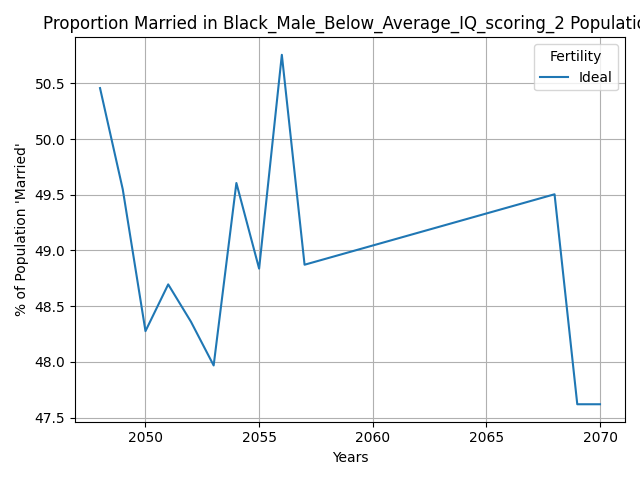 Proportion Married in Black_Male_Below_Average_IQ_scoring_2 Populatio
Fertility
Ideal
% of Population 'Married'
50.5
50.0
49.5
49.0
48.5
48.0
47.5
2050 2055 2060 2065 2070
Years